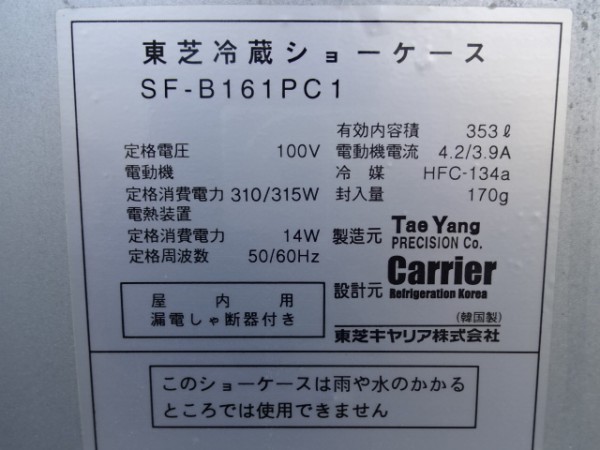 東芝冷蔵ショーケース
SF-B161PC1
定格電圧 100V
電動機
定格消費電力 310/315W
電熱装置
定格消費電力 14W
定格周波数 50/60Hz
有効内容積 353ℓ
電動機電流 4.2/3.9A
冷媒 HFC-134a
封入量 170g
製造元 Tae Yang
PRECISION Co.
設計元 Carrier
Refrigeration Korea
(韓国製)
東芝キヤリア株式会社
屋内用
漏電しゃ断器付き
このショーケースは雨や水のかかる
ところでは使用できません